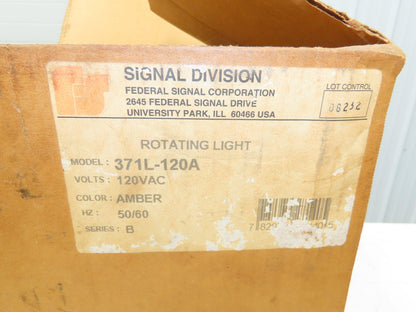 SIGNAL DIVISION
FEDERAL SIGNAL CORPORATION
2645 FEDERAL SIGNAL DRIVE
UNIVERSITY PARK, ILL 60466 USA
LOT CONTROL
ROTATING LIGHT
MODEL: 371L-120A
VOLTS: 120VAC
COLOR: AMBER
HZ: 50/60
SERIES: B